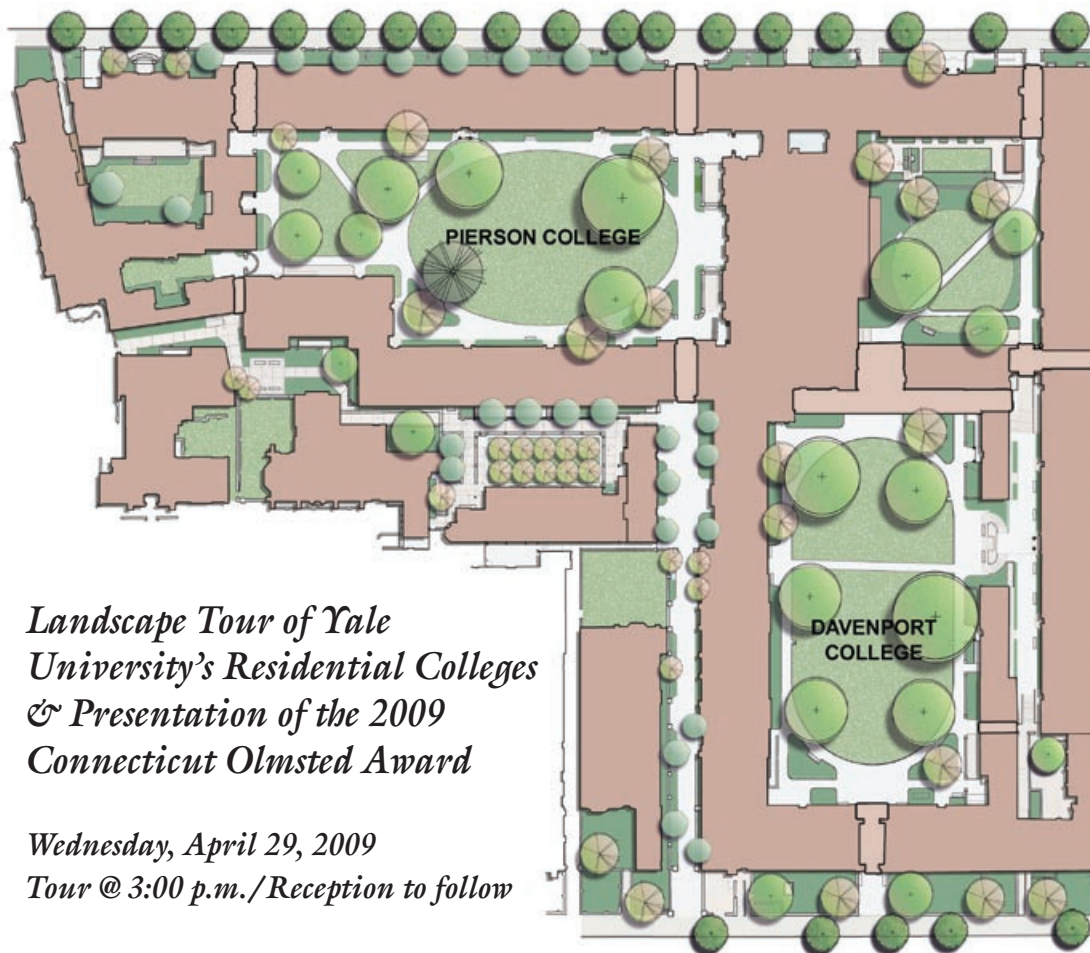 PIERSON COLLEGE
DAVENPORT
COLLEGE
Landscape Tour of Yale
University's Residential Colleges
& Presentation of the 2009
Connecticut Olmsted Award
Wednesday, April 29, 2009
Tour @ 3:00 p.m./Reception to follow